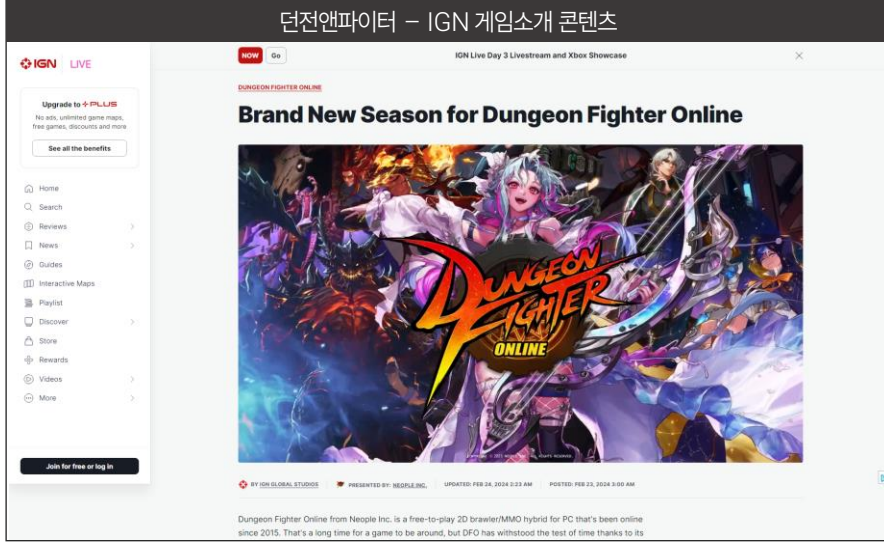 던전앤파이터 – IGN 게임소개 콘텐츠
IGN LIVE
NOW Go IGN Live Day 3 Livestream and Xbox Showcase
Upgrade to PLUS
No ads, unlimited game maps,
free games, discounts and more
See all the benefits
Home
Search
Reviews
News
Guides
Interactive Maps
Playlist
Discover
Store
Rewards
Videos
More
Join for free or log in
DUNGEON FIGHTER ONLINE
Brand New Season for Dungeon Fighter Online
DUNGEON
FIGHTER
ONLINE
BY IGN GLOBAL STUDIOS PRESENTED BY: NEOPLE INC. UPDATED: FEB 24, 2024 2:23 AM POSTED: FEB 23, 2024 3:00 AM
Dungeon Fighter Online from Neople Inc. is a free-to-play 2D brawler/MMO hybrid for PC that's been online
since 2015. That's a long time for a game to be around, but DFO has withstood the test of time thanks to its